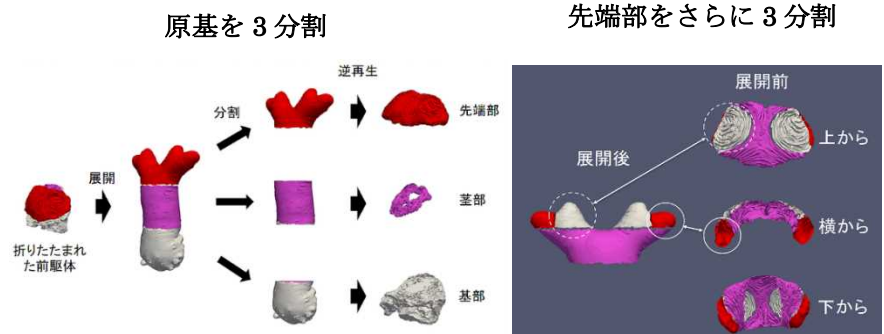 原基を 3 分割
先端部をさらに 3 分割
逆再生
分割
先端部
展開
茎部
折りたたまれ
た前駆体
基部
展開前
上から
展開後
横から
下から